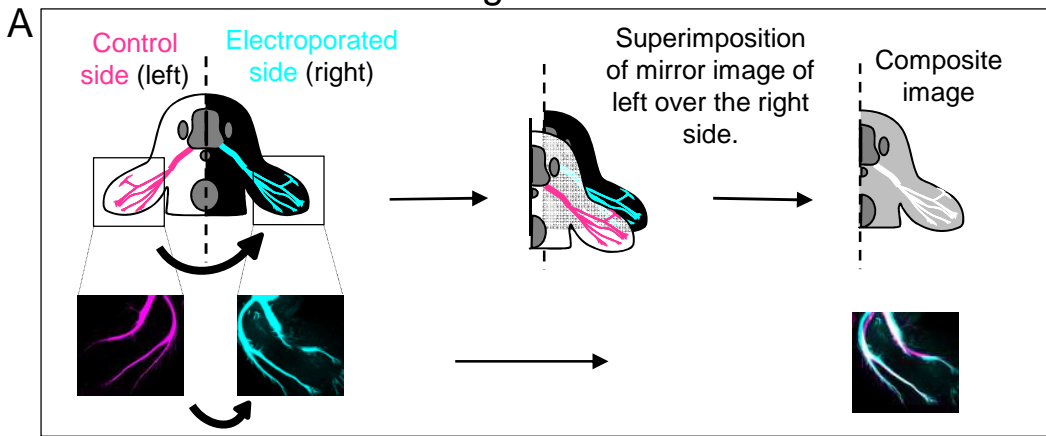 A
Control
side (left)
Electroporated
side (right)
Superimposition
of mirror image of
left over the right
side.
Composite
image